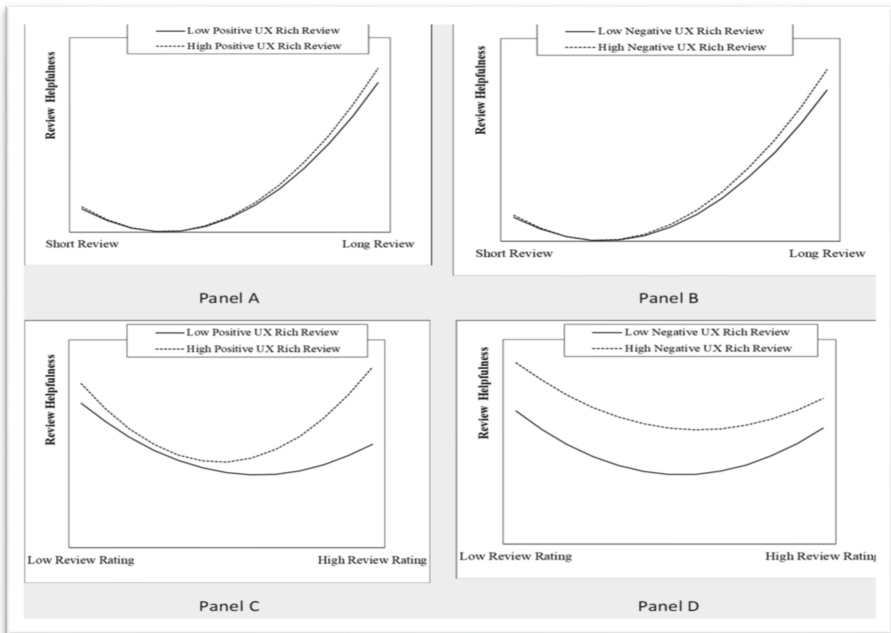 Low Positive UX Rich Review
High Positive UX Rich Review
Review Helpfulness
Short Review
Long Review
Panel A
Low Negative UX Rich Review
High Negative UX Rich Review
Review Helpfulness
Short Review
Long Review
Panel B
Low Positive UX Rich Review
High Positive UX Rich Review
Review Helpfulness
Low Review Rating
High Review Rating
Panel C
Low Negative UX Rich Review
High Negative UX Rich Review
Review Helpfulness
Low Review Rating
High Review Rating
Panel D